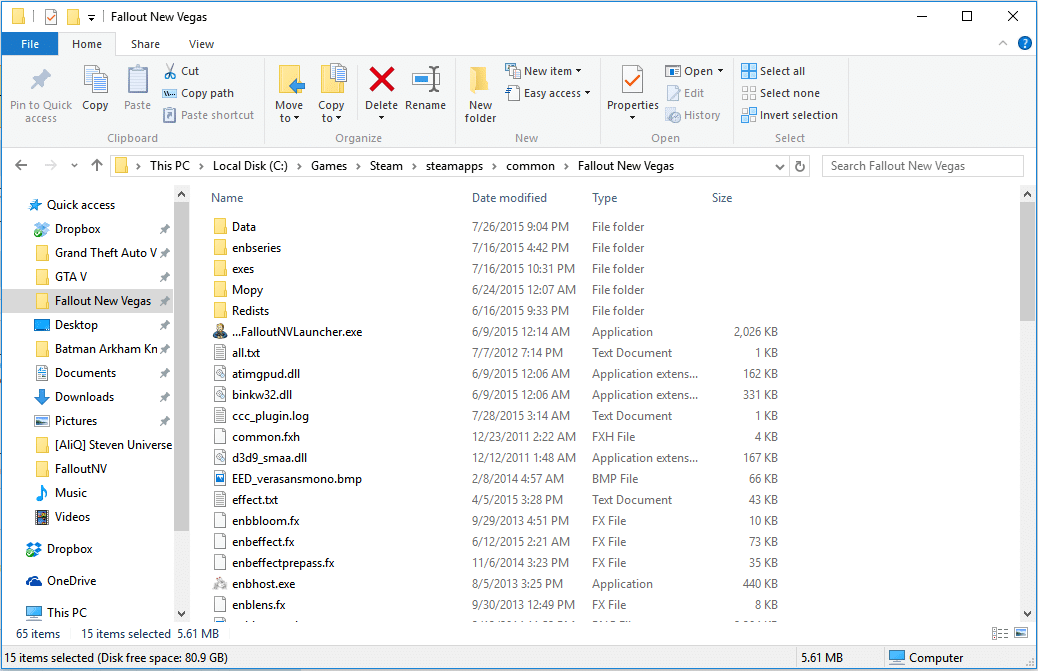 Fallout New Vegas
File Home Share View
Pin to Quick access
Copy
Paste
Cut
Copy path
Paste shortcut
Clipboard
Move to
Copy to
Delete
Rename
Organize
New folder
New item
Easy access
New
Properties
Open
Edit
History
Open
Select all
Select none
Invert selection
Select
This PC > Local Disk (C:) > Games > Steam > steamapps > common > Fallout New Vegas
Search Fallout New Vegas
Quick access
Dropbox
Grand Theft Auto V
GTA V
Fallout New Vegas
Desktop
Batman Arkham Kn
Documents
Downloads
Pictures
[AliQ] Steven Universe
FalloutNV
Music
Videos
Dropbox
OneDrive
This PC
Name Date modified Type Size
Data 7/26/2015 9:04 PM File folder
enbseries 7/16/2015 4:42 PM File folder
exes 7/16/2015 10:31 PM File folder
Mopy 6/24/2015 12:07 AM File folder
Redists 6/16/2015 9:33 PM File folder
...FalloutNVLauncher.exe 6/9/2015 12:14 AM Application 2,026 KB
all.txt 7/7/2012 7:14 PM Text Document 1 KB
atimgpud.dll 6/9/2015 12:06 AM Application extens... 162 KB
binkw32.dll 6/9/2015 12:06 AM Application extens... 331 KB
ccc_plugin.log 7/28/2015 3:14 AM Text Document 1 KB
common.fxh 12/23/2011 2:22 AM FXH File 4 KB
d3d9_smaa.dll 12/12/2011 1:48 AM Application extens... 167 KB
EED_verasansmono.bmp 2/8/2014 4:57 AM BMP File 66 KB
effect.txt 4/5/2015 3:28 PM Text Document 43 KB
enbbloom.fx 9/29/2013 4:51 PM FX File 10 KB
enbeffect.fx 6/12/2015 2:21 AM FX File 73 KB
enbeffectprepass.fx 11/6/2014 3:23 PM FX File 35 KB
enbhost.exe 8/5/2013 3:25 PM Application 440 KB
enblens.fx 9/30/2013 12:49 PM FX File 8 KB
65 items 15 items selected 5.61 MB
15 items selected (Disk free space: 80.9 GB) 5.61 MB Computer